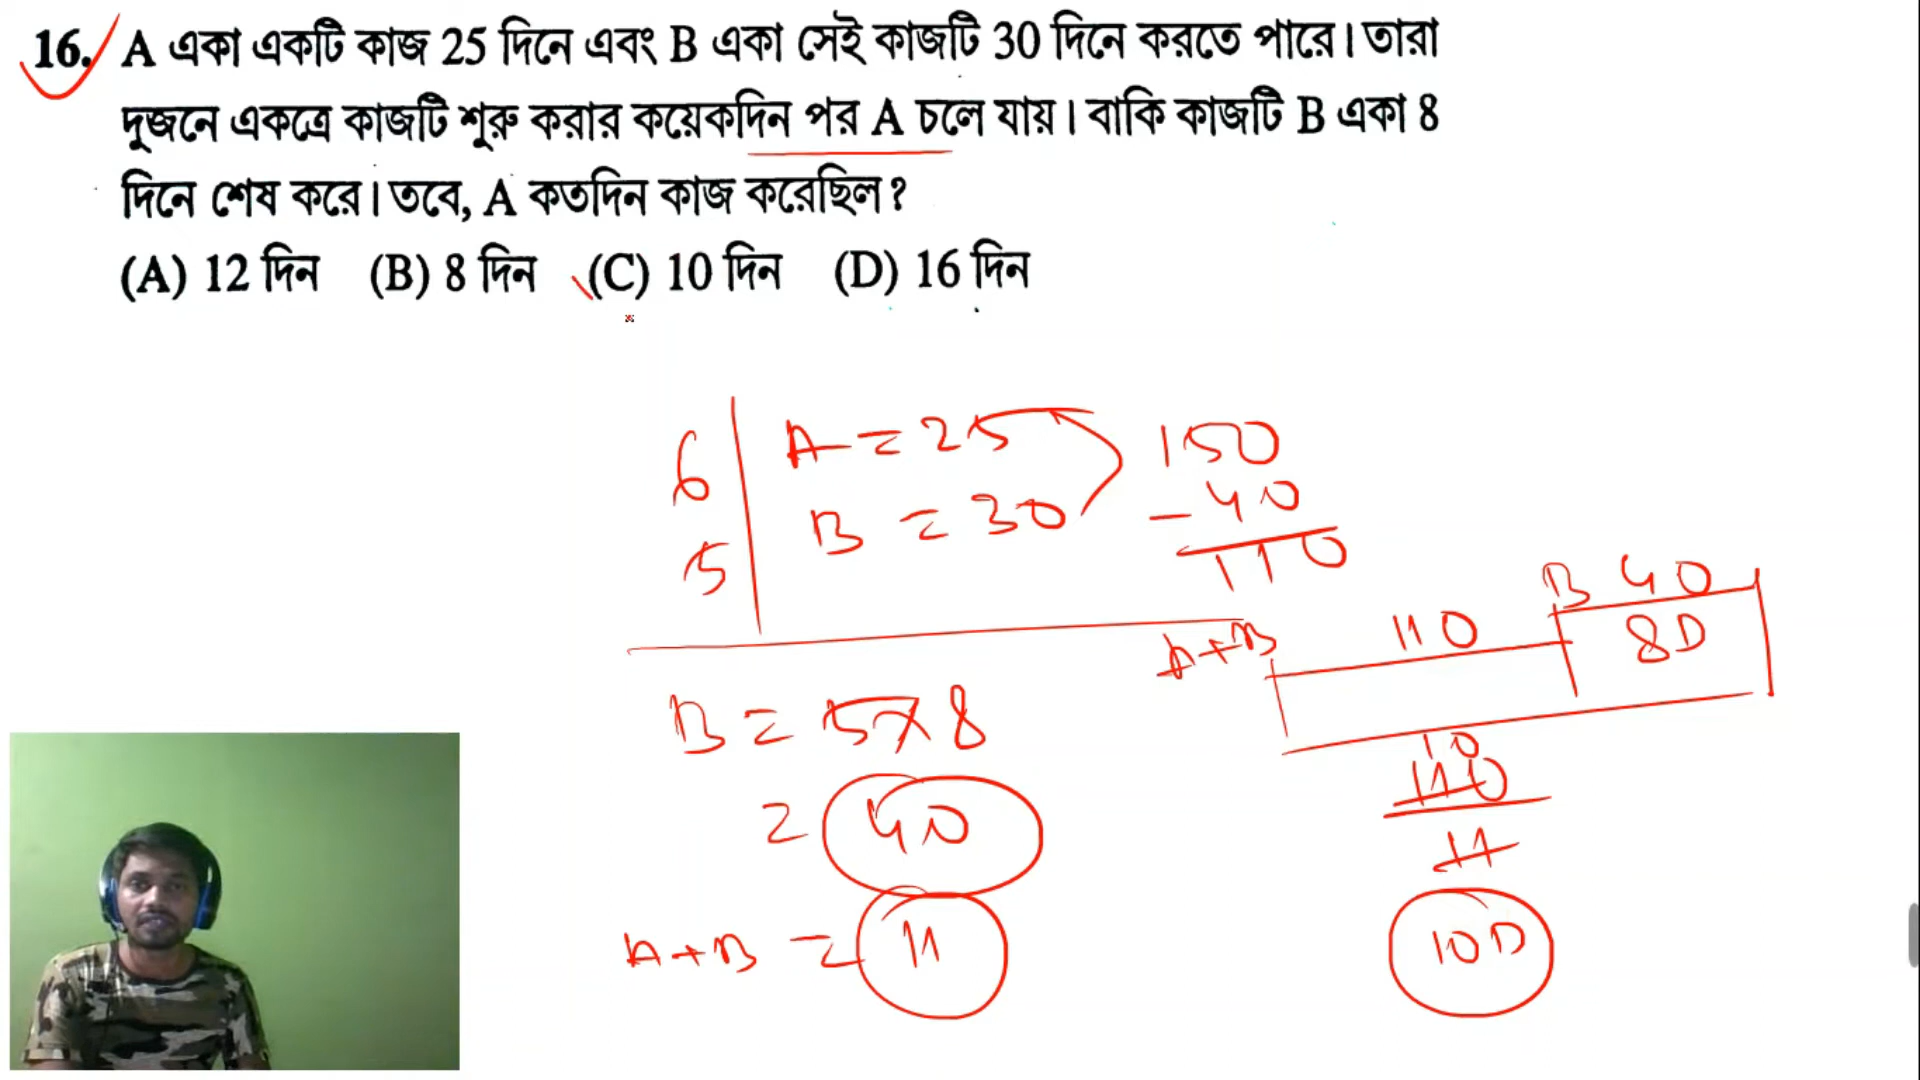 16. A একা একটি কাজ 25 দিনে এবং B একা সেই কাজটি 30 দিনে করতে পারে। তারা
দুজনে একত্রে কাজটি শুরু করার কয়েকদিন পর A চলে যায়। বাকি কাজটি B একা 8
দিনে শেষ করে। তবে, A কতদিন কাজ করেছিল?
(A) 12 দিন (B) 8 দিন (C) 10 দিন (D) 16 দিন
6 A = 25 150
5 B = 30 - 40
110
B 40
A+B 110 8D
B = 5×8
= 40
A+B = 11
10
110
11
10D